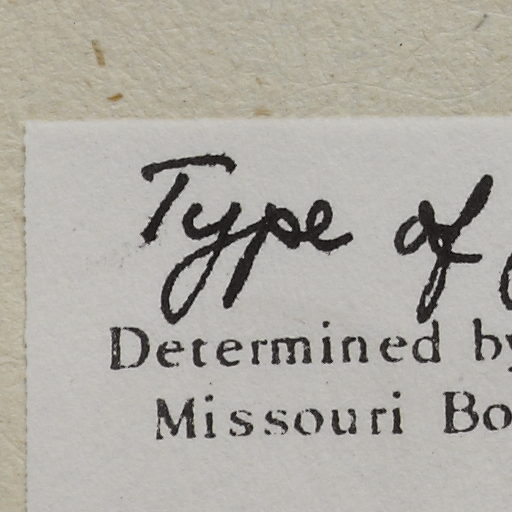 Type of
Determined by
Missouri Bo